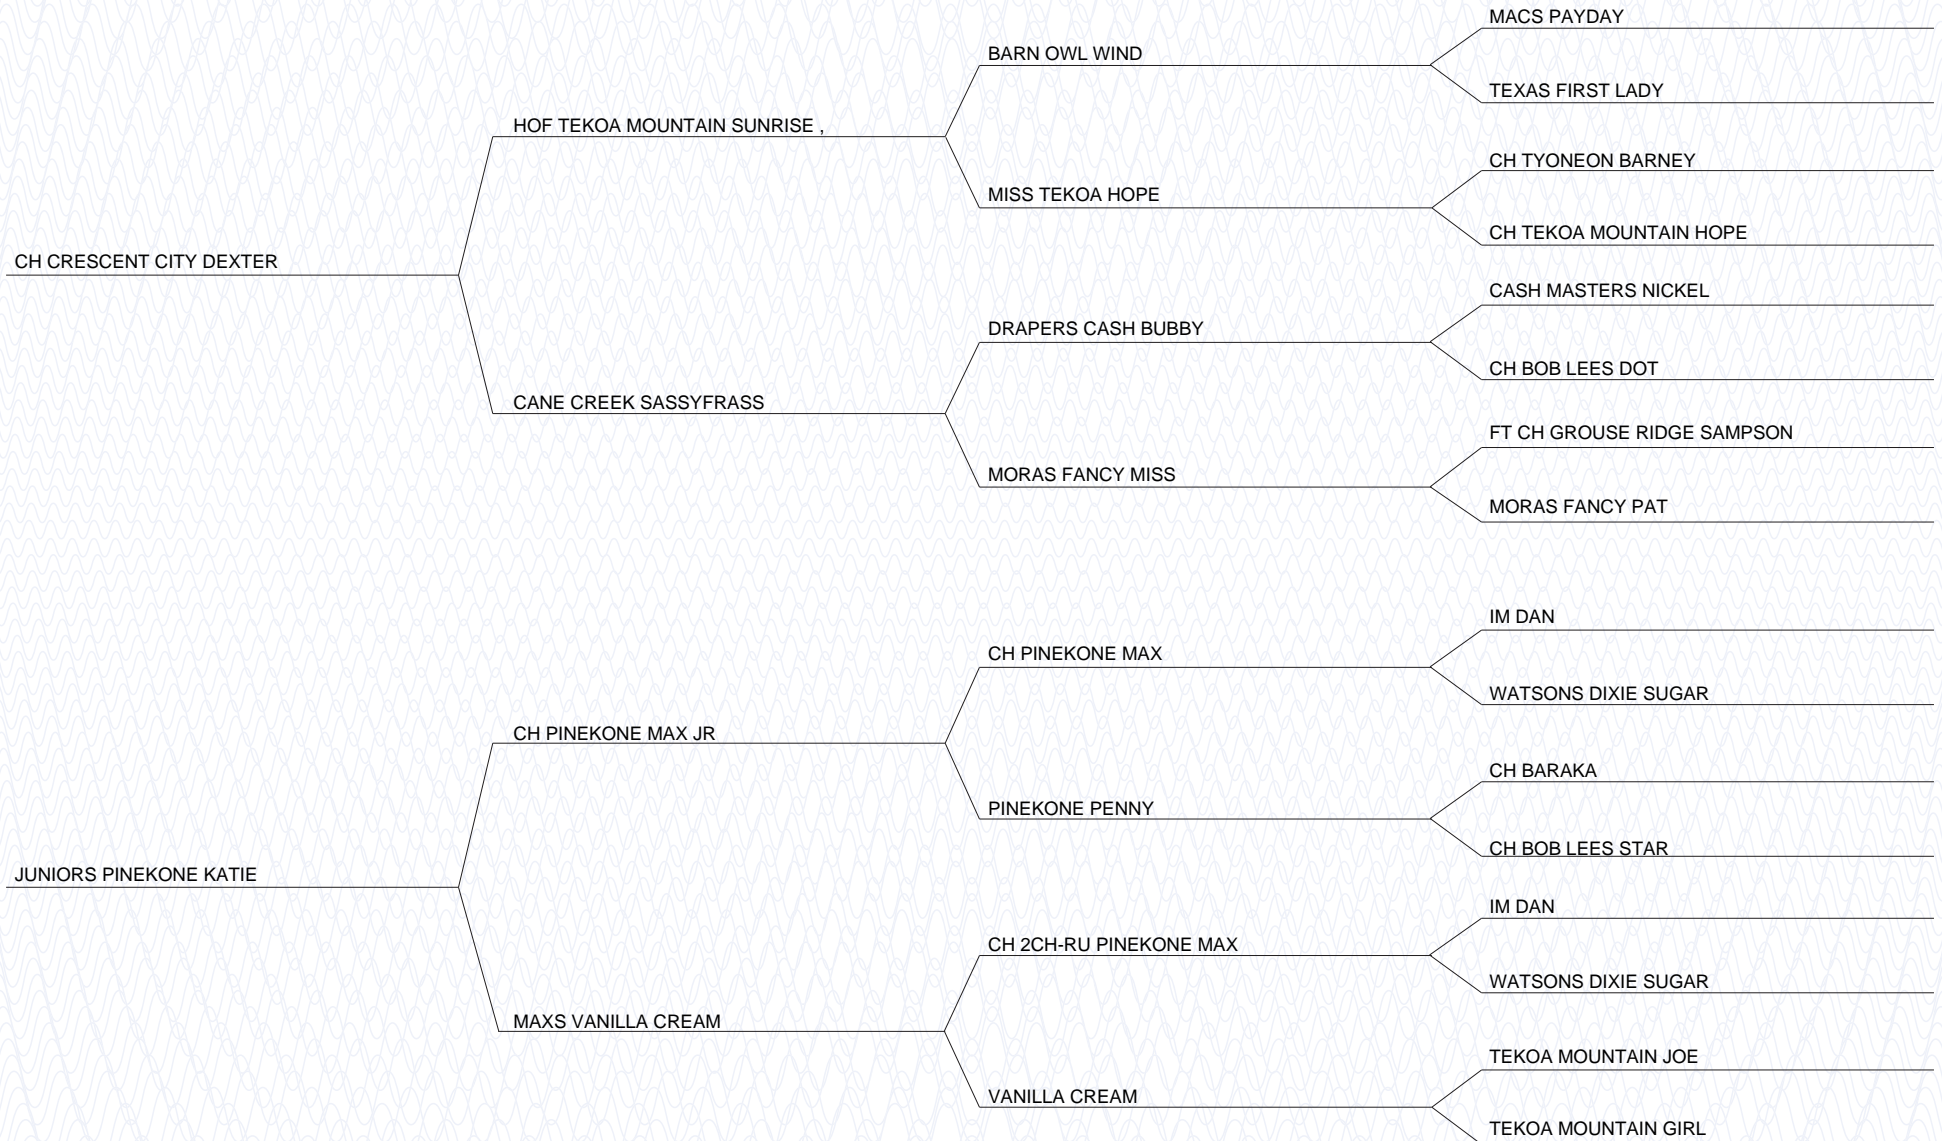 MACS PAYDAY
BARN OWL WIND
TEXAS FIRST LADY
HOF TEKOA MOUNTAIN SUNRISE ,
CH TYONEON BARNEY
MISS TEKOA HOPE
CH TEKOA MOUNTAIN HOPE
CH CRESCENT CITY DEXTER
CASH MASTERS NICKEL
DRAPERS CASH BUBBY
CH BOB LEES DOT
CANE CREEK SASSYFRASS
FT CH GROUSE RIDGE SAMPSON
MORAS FANCY MISS
MORAS FANCY PAT
IM DAN
CH PINEKONE MAX
WATSONS DIXIE SUGAR
CH PINEKONE MAX JR
CH BARAKA
PINEKONE PENNY
CH BOB LEES STAR
JUNIORS PINEKONE KATIE
IM DAN
CH 2CH-RU PINEKONE MAX
WATSONS DIXIE SUGAR
MAXS VANILLA CREAM
TEKOA MOUNTAIN JOE
VANILLA CREAM
TEKOA MOUNTAIN GIRL